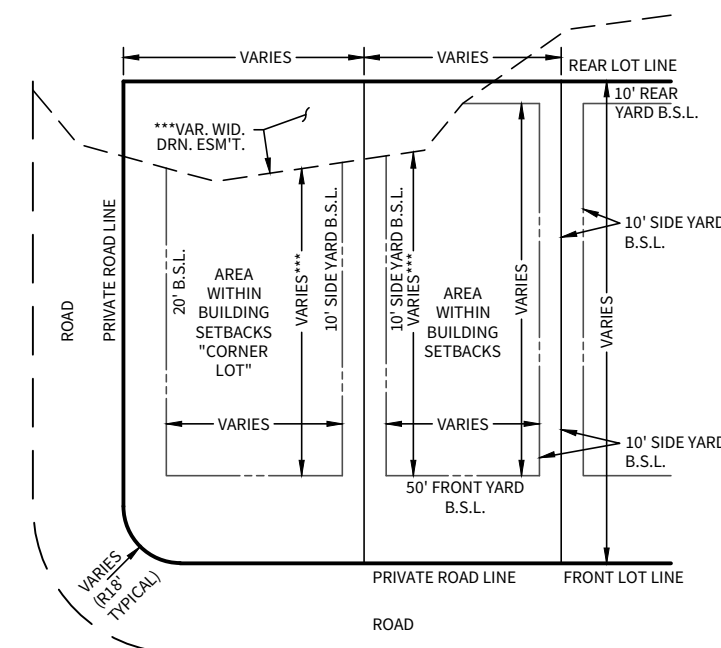 VARIES
VARIES
REAR LOT LINE
10' REAR
YARD B.S.L.
***VAR. WID.
DRN. ESM'T.
PRIVATE ROAD LINE
ROAD
20' B.S.L.
AREA
WITHIN
BUILDING
SETBACKS
"CORNER
LOT"
VARIES***
10' SIDE YARD B.S.L.
10' SIDE YARD B.S.L.
VARIES***
AREA
WITHIN
BUILDING
SETBACKS
VARIES
VARIES
10' SIDE YARD
B.S.L.
VARIES
VARIES
10' SIDE YARD
B.S.L.
50' FRONT YARD
B.S.L.
VARIES
(R18'
TYPICAL)
PRIVATE ROAD LINE
FRONT LOT LINE
ROAD